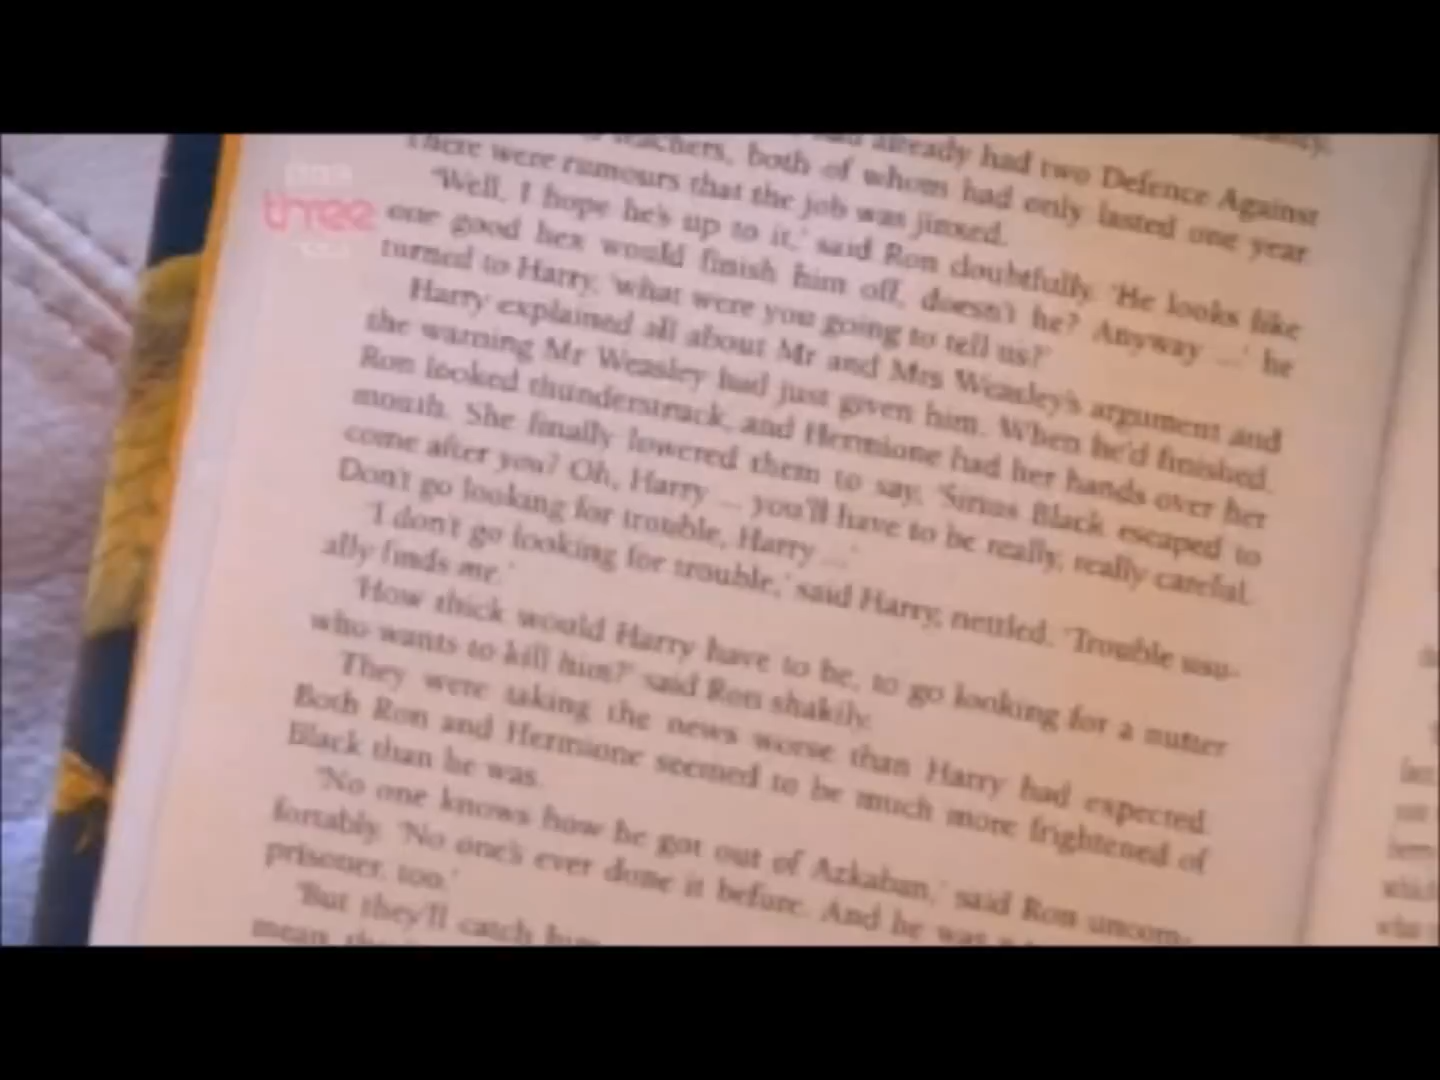 three
already had two Defence Against
teachers, both of whom had only lasted one year
There were rumours that the job was jinxed.
'Well, I hope he's up to it,' said Ron doubtfully. 'He looks like
one good hex would finish him off, doesn't he? Anyway ...' he
turned to Harry, 'what were you going to tell us?'
Harry explained all about Mr and Mrs Weasley's argument and
the warning Mr Weasley had just given him. When he'd finished,
Ron looked thunderstruck, and Hermione had her hands over her
mouth. She finally lowered them to say, 'Sirius Black escaped to
come after you? Oh, Harry ... you'll have to be really, really careful.
Don't go looking for trouble, Harry ...'
'I don't go looking for trouble,' said Harry, nettled. 'Trouble usu-
ally finds me.'
'How thick would Harry have to be, to go looking for a nutter
who wants to kill him?' said Ron shakily.
They were taking the news worse than Harry had expected.
Both Ron and Hermione seemed to be much more frightened of
Black than he was.
'No one knows how he got out of Azkaban,' said Ron uncom-
fortably. 'No one's ever done it before. And he was
prisoner, too.'
'But they'll catch
mean,